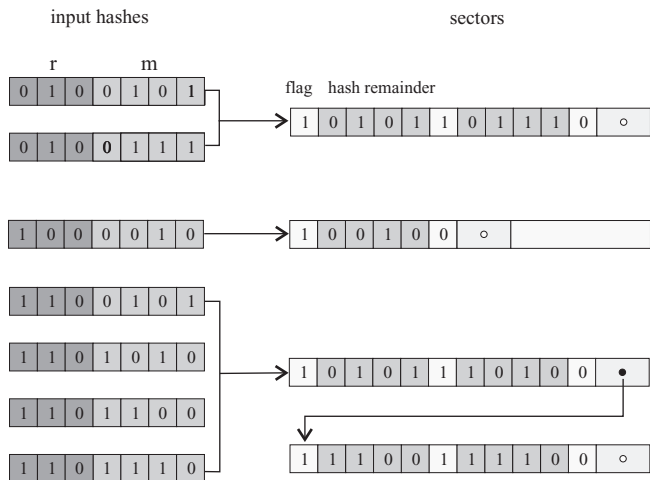 input hashes sectors
r m
0 1 0 0 1 0 1 flag hash remainder
1 0 1 0 1 1 0 1 1 1 0
0 1 0 0 1 1 1
1 0 0 0 0 1 0 1 0 0 1 0 0
1 1 0 0 1 0 1
1 1 0 1 0 1 0 1 0 1 0 1 1 1 0 1 0 0
1 1 0 1 1 0 0
1 1 0 1 1 1 0 1 1 1 0 0 1 1 1 1 0 0